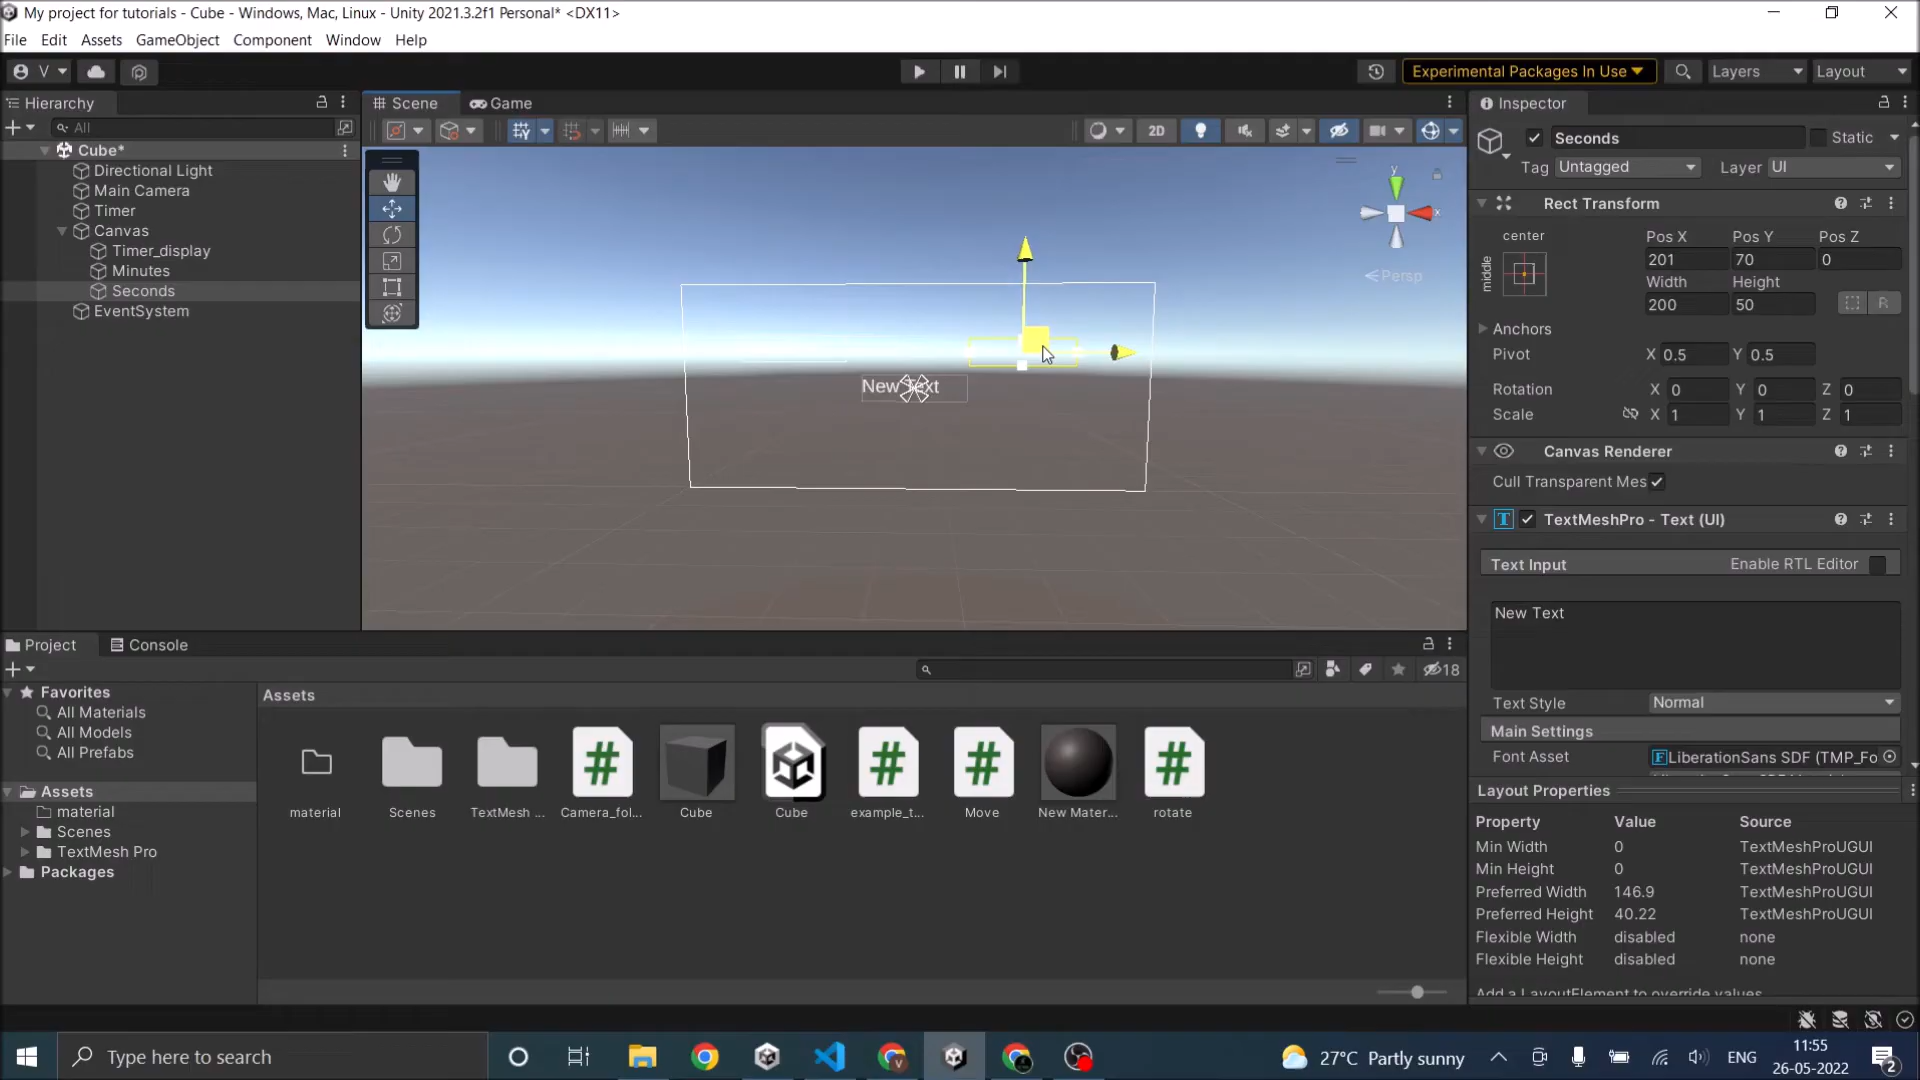 My project for tutorials - Cube - Windows, Mac, Linux - Unity 2021.3.2f1 Personal* <DX11>
File Edit Assets GameObject Component Window Help
V Experimental Packages In Use Layers Layout
Hierarchy
All
Cube*
Directional Light
Main Camera
Timer
Canvas
Timer_display
Minutes
Seconds
EventSystem
Scene Game
2D
y
x
Persp
New Text
Inspector
Seconds Static
Tag Untagged Layer UI
Rect Transform
center Pos X Pos Y Pos Z
middle 201 70 0
Width Height
200 50 R
Anchors
Pivot X 0.5 Y 0.5
Rotation X 0 Y 0 Z 0
Scale X 1 Y 1 Z 1
Canvas Renderer
Cull Transparent Mes
TextMeshPro - Text (UI)
Text Input Enable RTL Editor
New Text
Text Style Normal
Main Settings
Font Asset LiberationSans SDF (TMP_Fo
Layout Properties
Property Value Source
Min Width 0 TextMeshProUGUI
Min Height 0 TextMeshProUGUI
Preferred Width 146.9 TextMeshProUGUI
Preferred Height 40.22 TextMeshProUGUI
Flexible Width disabled none
Flexible Height disabled none
Add a LayoutElement to override values
Project Console
18
Favorites
All Materials
All Models
All Prefabs
Assets
material
Scenes
TextMesh Pro
Packages
Assets
material Scenes TextMesh ... Camera_fol... Cube Cube example_t... Move New Mater... rotate
Type here to search
27°C Partly sunny
ENG
11:55
26-05-2022
2